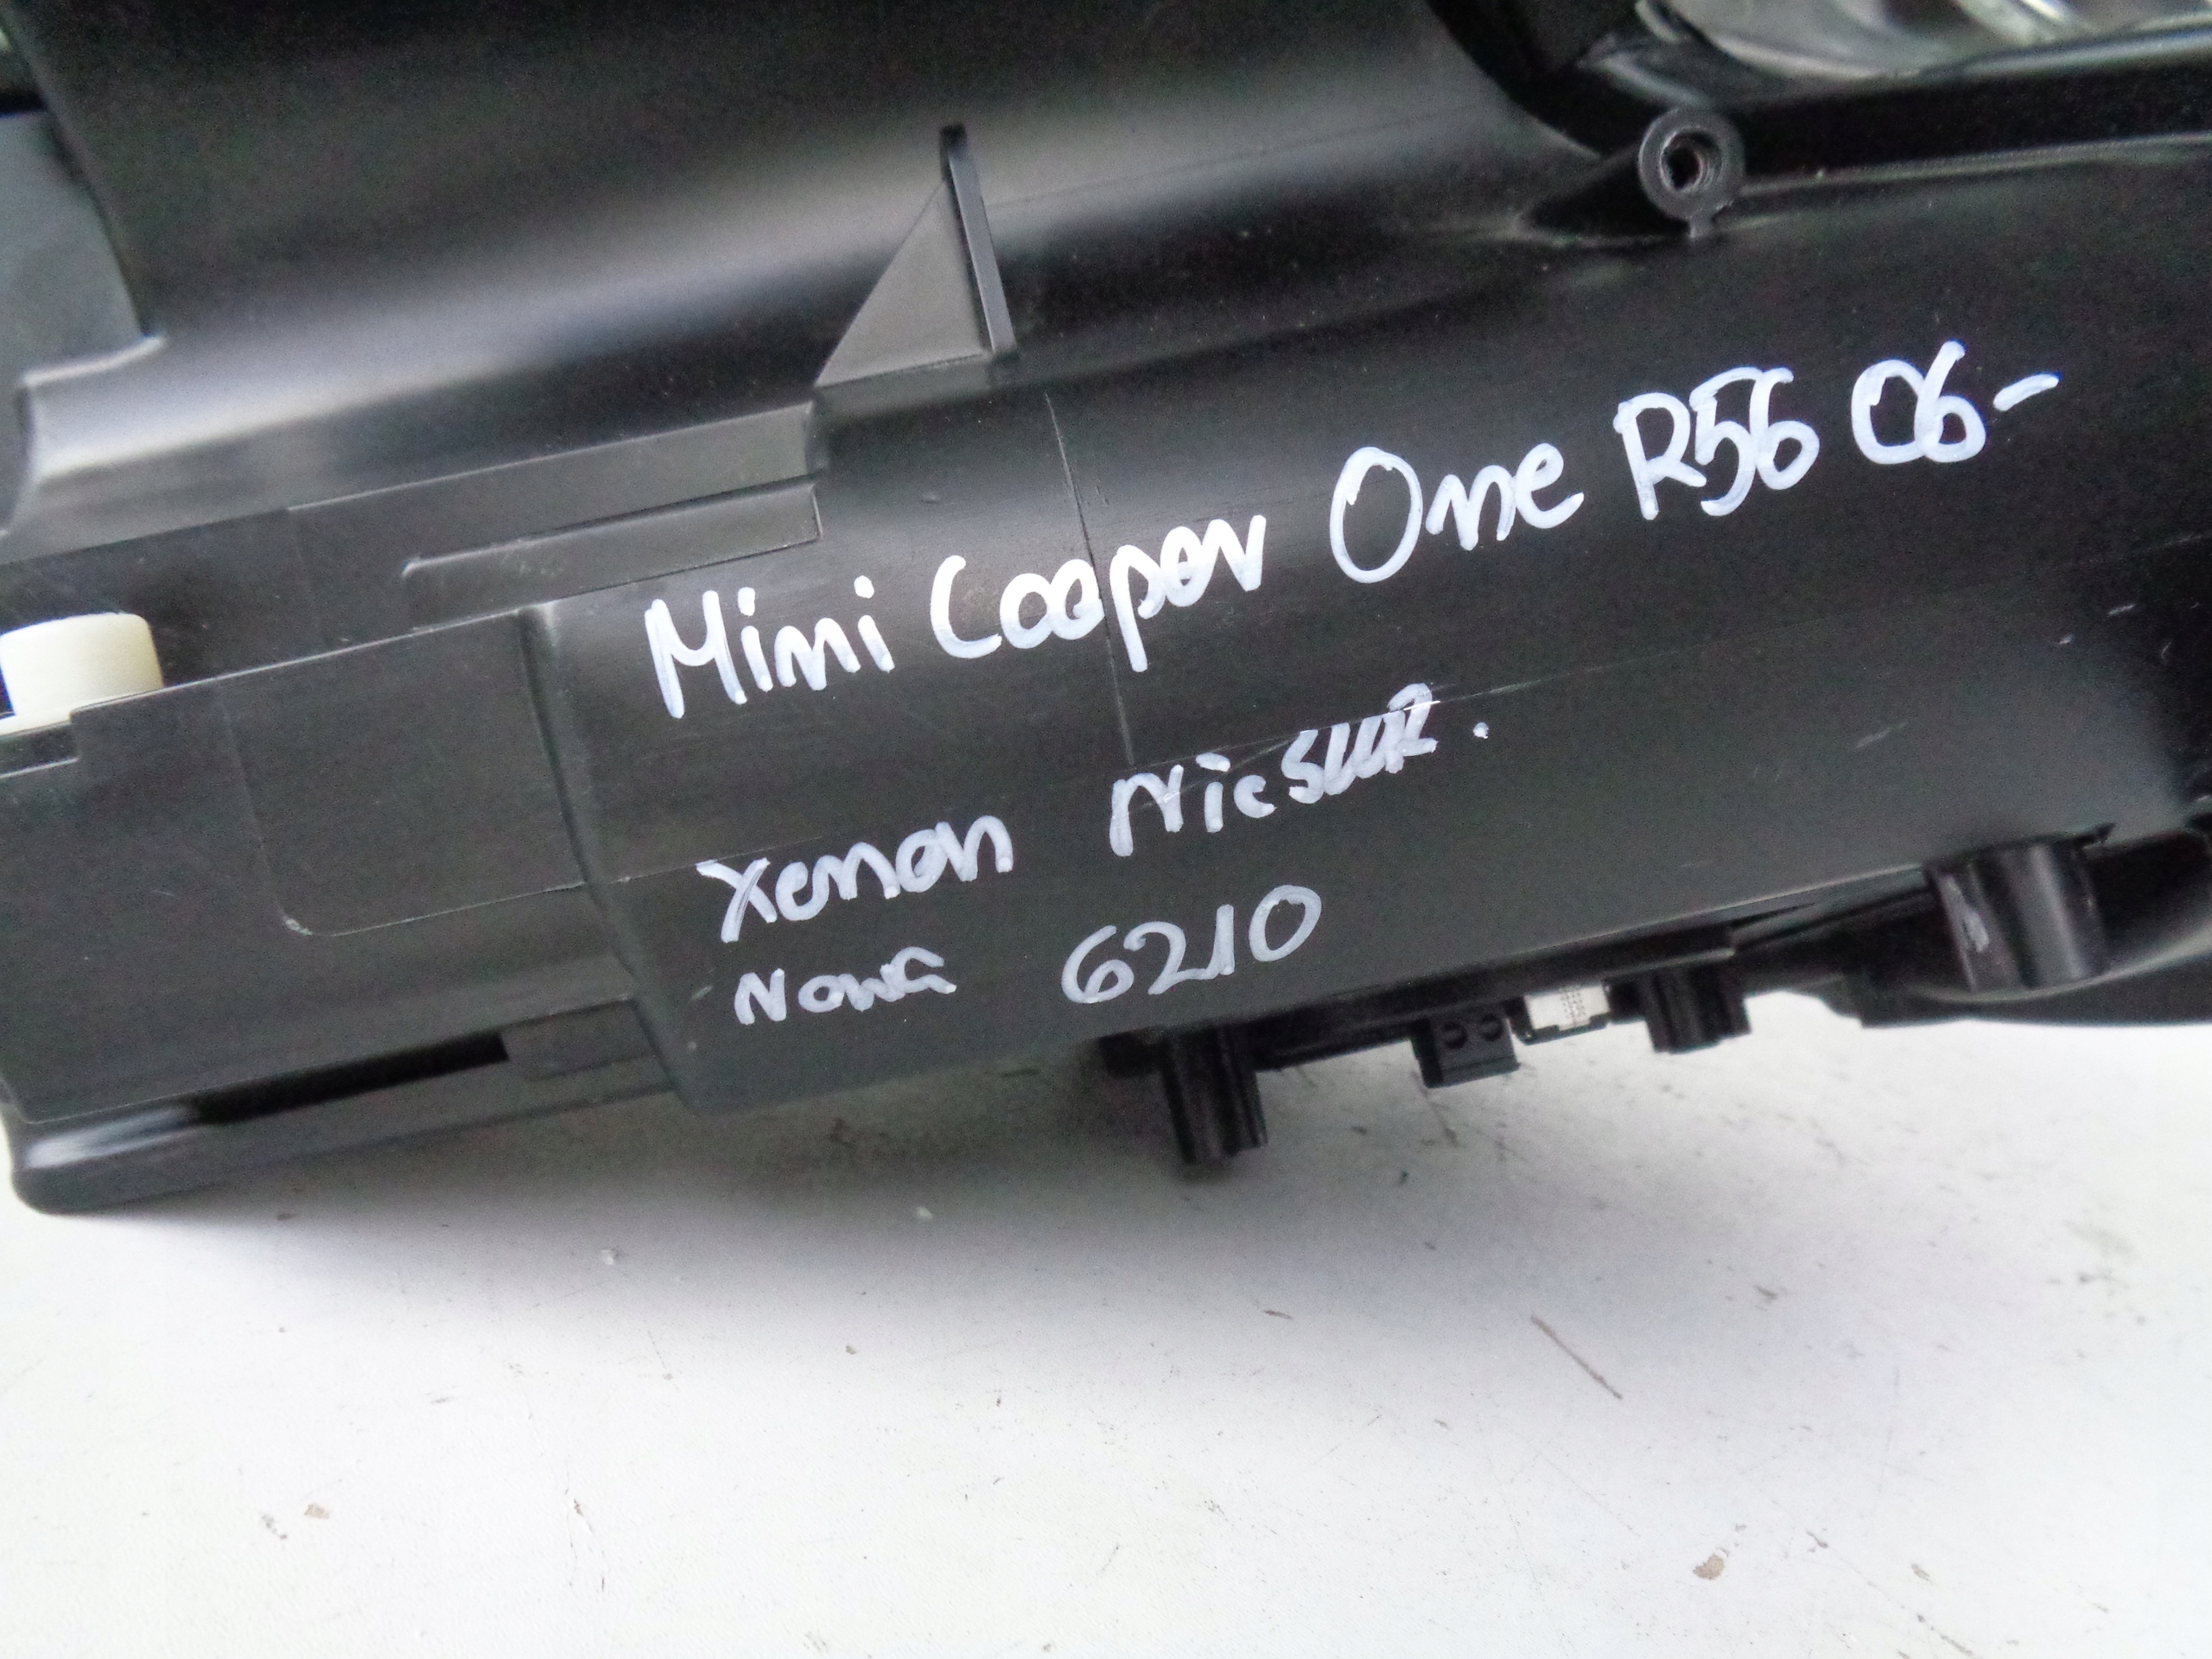 Mini Cooper One R56 06-
Xenon Nieskr.
Nowa 6210